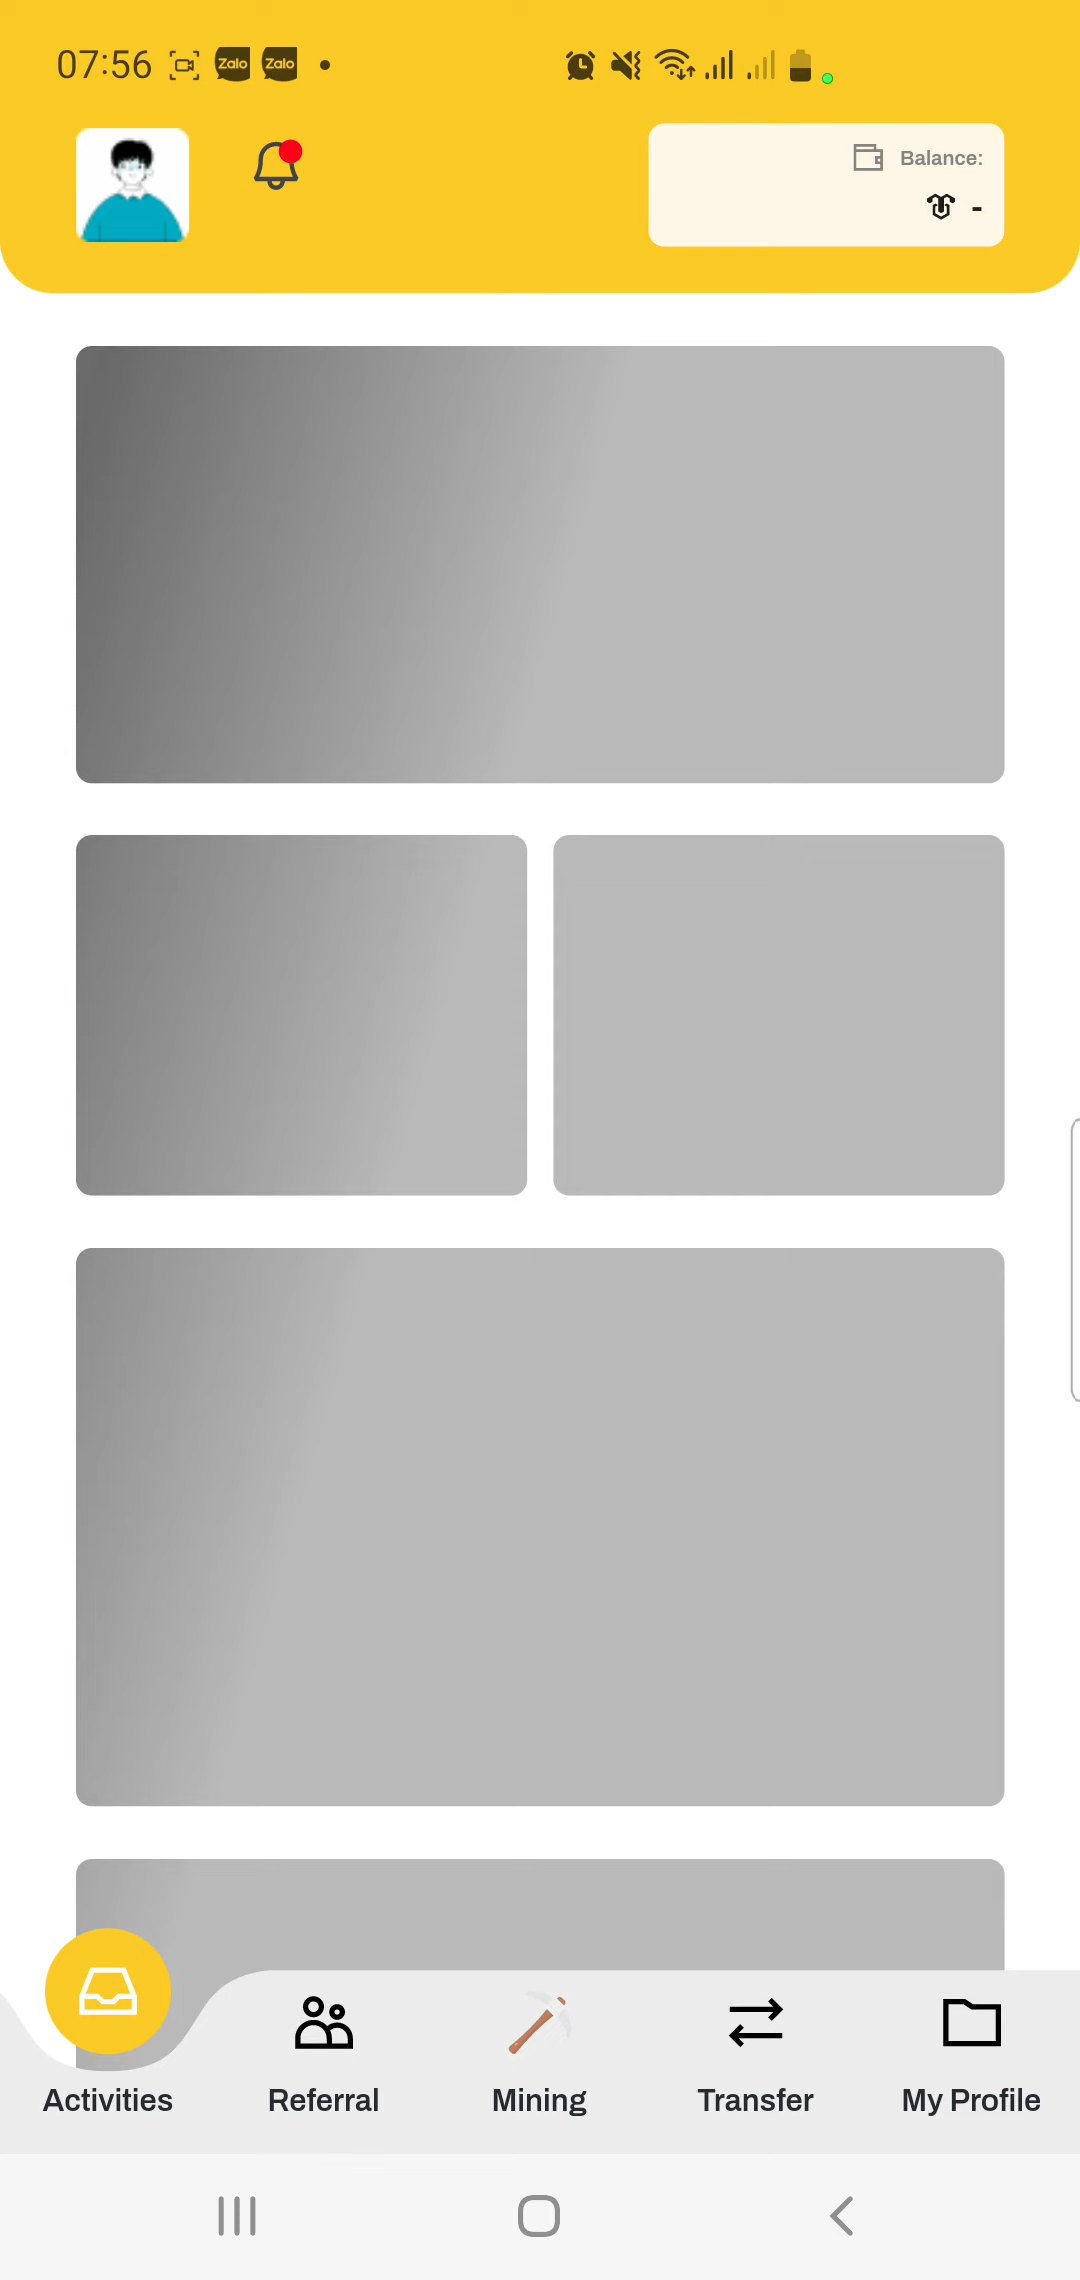 07:56
Zalo
Zalo
Balance:
-
Activities
Referral
Mining
Transfer
My Profile